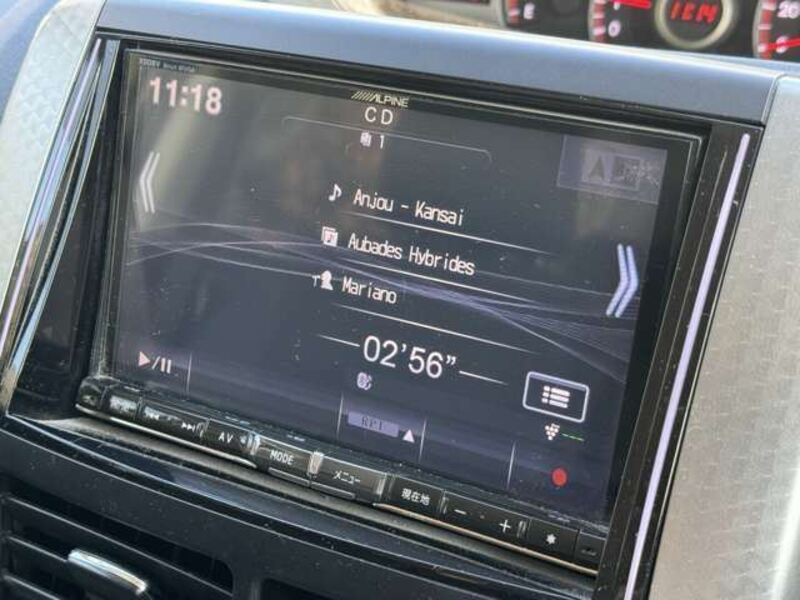 11:18
ALPINE
CD
1
Anjou - Kansai
Aubades Hybrides
Mariano
02'56”
RPT
AV
MODE
メニュー
現在地